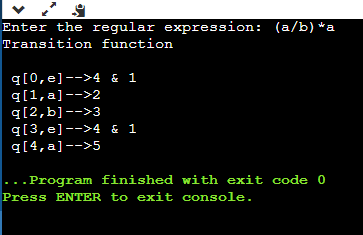 Enter the regular expression: (a/b)*a
Transition function
q[0,e]-->4 & 1
q[1,a]-->2
q[2,b]-->3
q[3,e]-->4 & 1
q[4,a]-->5
...Program finished with exit code 0
Press ENTER to exit console.